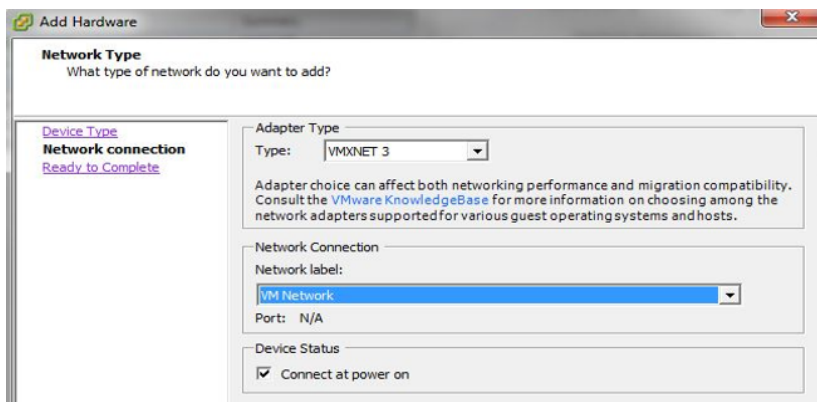 Add Hardware
Network Type
What type of network do you want to add?
Device Type
Network connection
Ready to Complete
Adapter Type
Type: VMXNET 3
Adapter choice can affect both networking performance and migration compatibility.
Consult the VMware KnowledgeBase for more information on choosing among the
network adapters supported for various guest operating systems and hosts.
Network Connection
Network label:
VM Network
Port: N/A
Device Status
Connect at power on